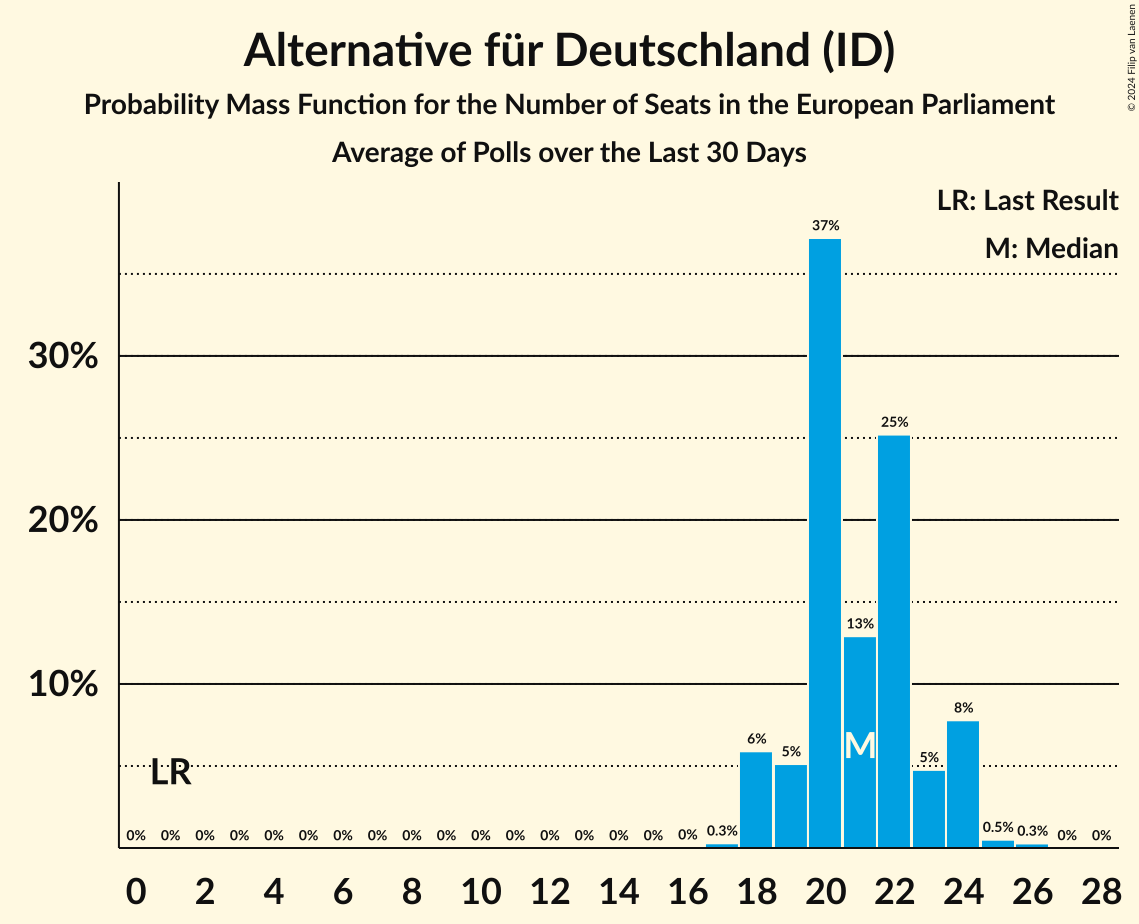 Alternative für Deutschland (ID)
Probability Mass Function for the Number of Seats in the European Parliament
Average of Polls over the Last 30 Days
© 2024 Filip van Laenen
LR: Last Result
M: Median
30%
20%
10%
37%
25%
13%
8%
6%
5%
5%
M
LR
0% 0% 0% 0% 0% 0% 0% 0% 0% 0% 0% 0% 0% 0% 0% 0% 0% 0.3% 0.5% 0.3% 0% 0%
0 2 4 6 8 10 12 14 16 18 20 22 24 26 28